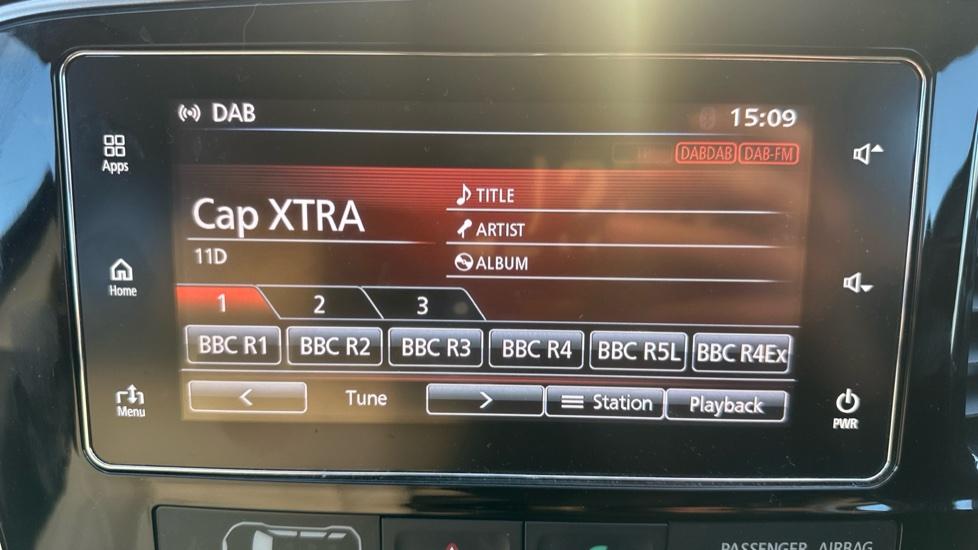 DAB 15:09
Apps
DABDAB DAB-FM
Cap XTRA
TITLE
ARTIST
11D
ALBUM
Home
1 2 3
BBC R1 BBC R2 BBC R3 BBC R4 BBC R5L BBC R4Ex
< Tune > Station Playback
Menu
PWR
PASSENGER AIRBAG